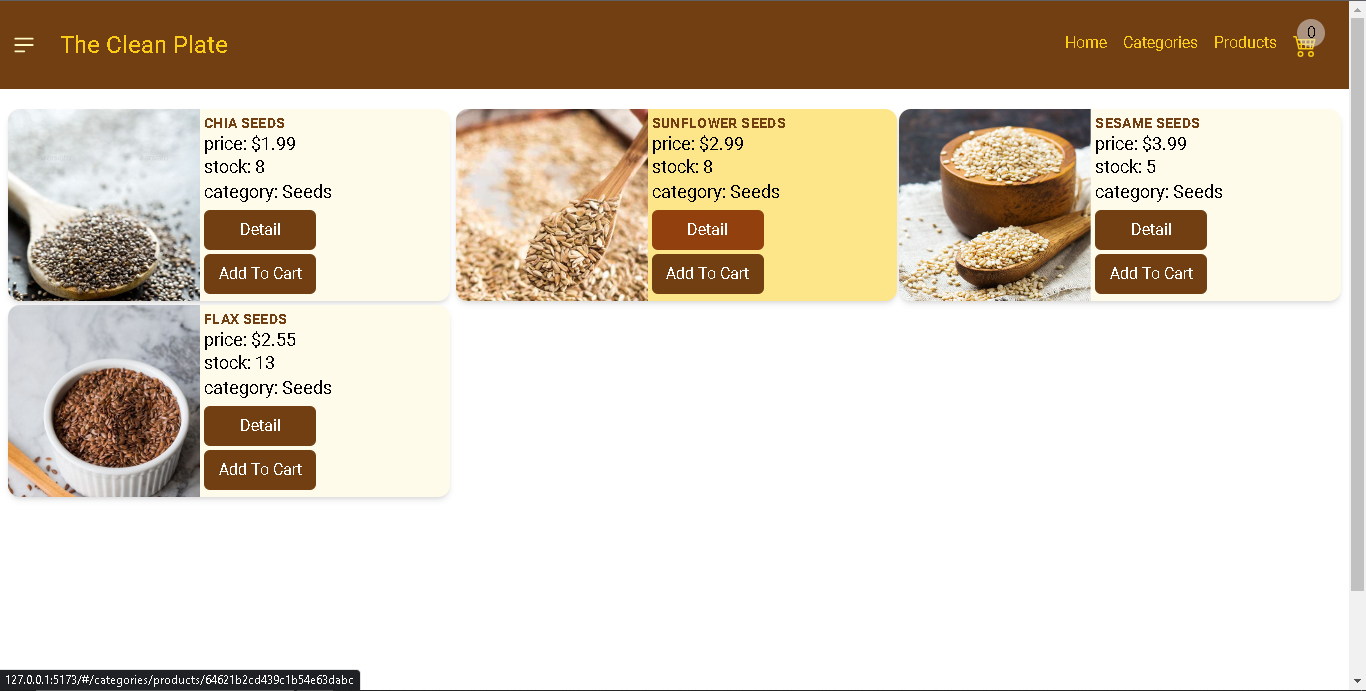 The Clean Plate
Home Categories Products 0
CHIA SEEDS
price: $1.99
stock: 8
category: Seeds
Detail
Add To Cart
SUNFLOWER SEEDS
price: $2.99
stock: 8
category: Seeds
Detail
Add To Cart
SESAME SEEDS
price: $3.99
stock: 5
category: Seeds
Detail
Add To Cart
FLAX SEEDS
price: $2.55
stock: 13
category: Seeds
Detail
Add To Cart
127.0.0.1:5173/#/categories/products/64621b2cd439c1b54e63dabc